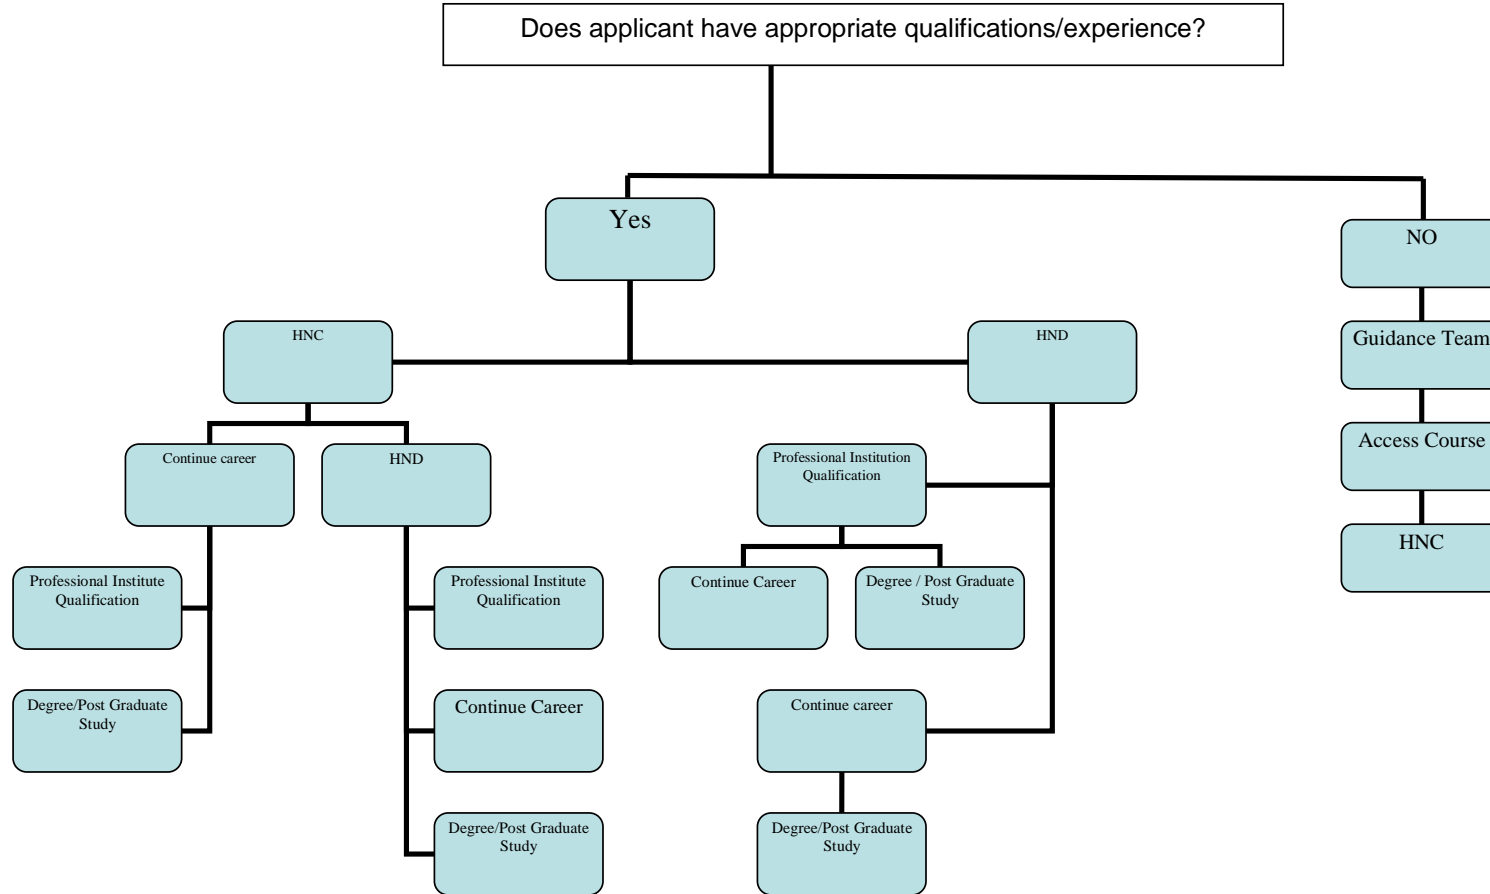 Does applicant have appropriate qualifications/experience?
Yes
NO
HNC
HND
Guidance Team
Continue career
HND
Professional Institution
Qualification
Access Course
HNC
Professional Institute
Qualification
Professional Institute
Qualification
Continue Career
Degree / Post Graduate
Study
Degree/Post Graduate
Study
Continue Career
Continue career
Degree/Post Graduate
Study
Degree/Post Graduate
Study